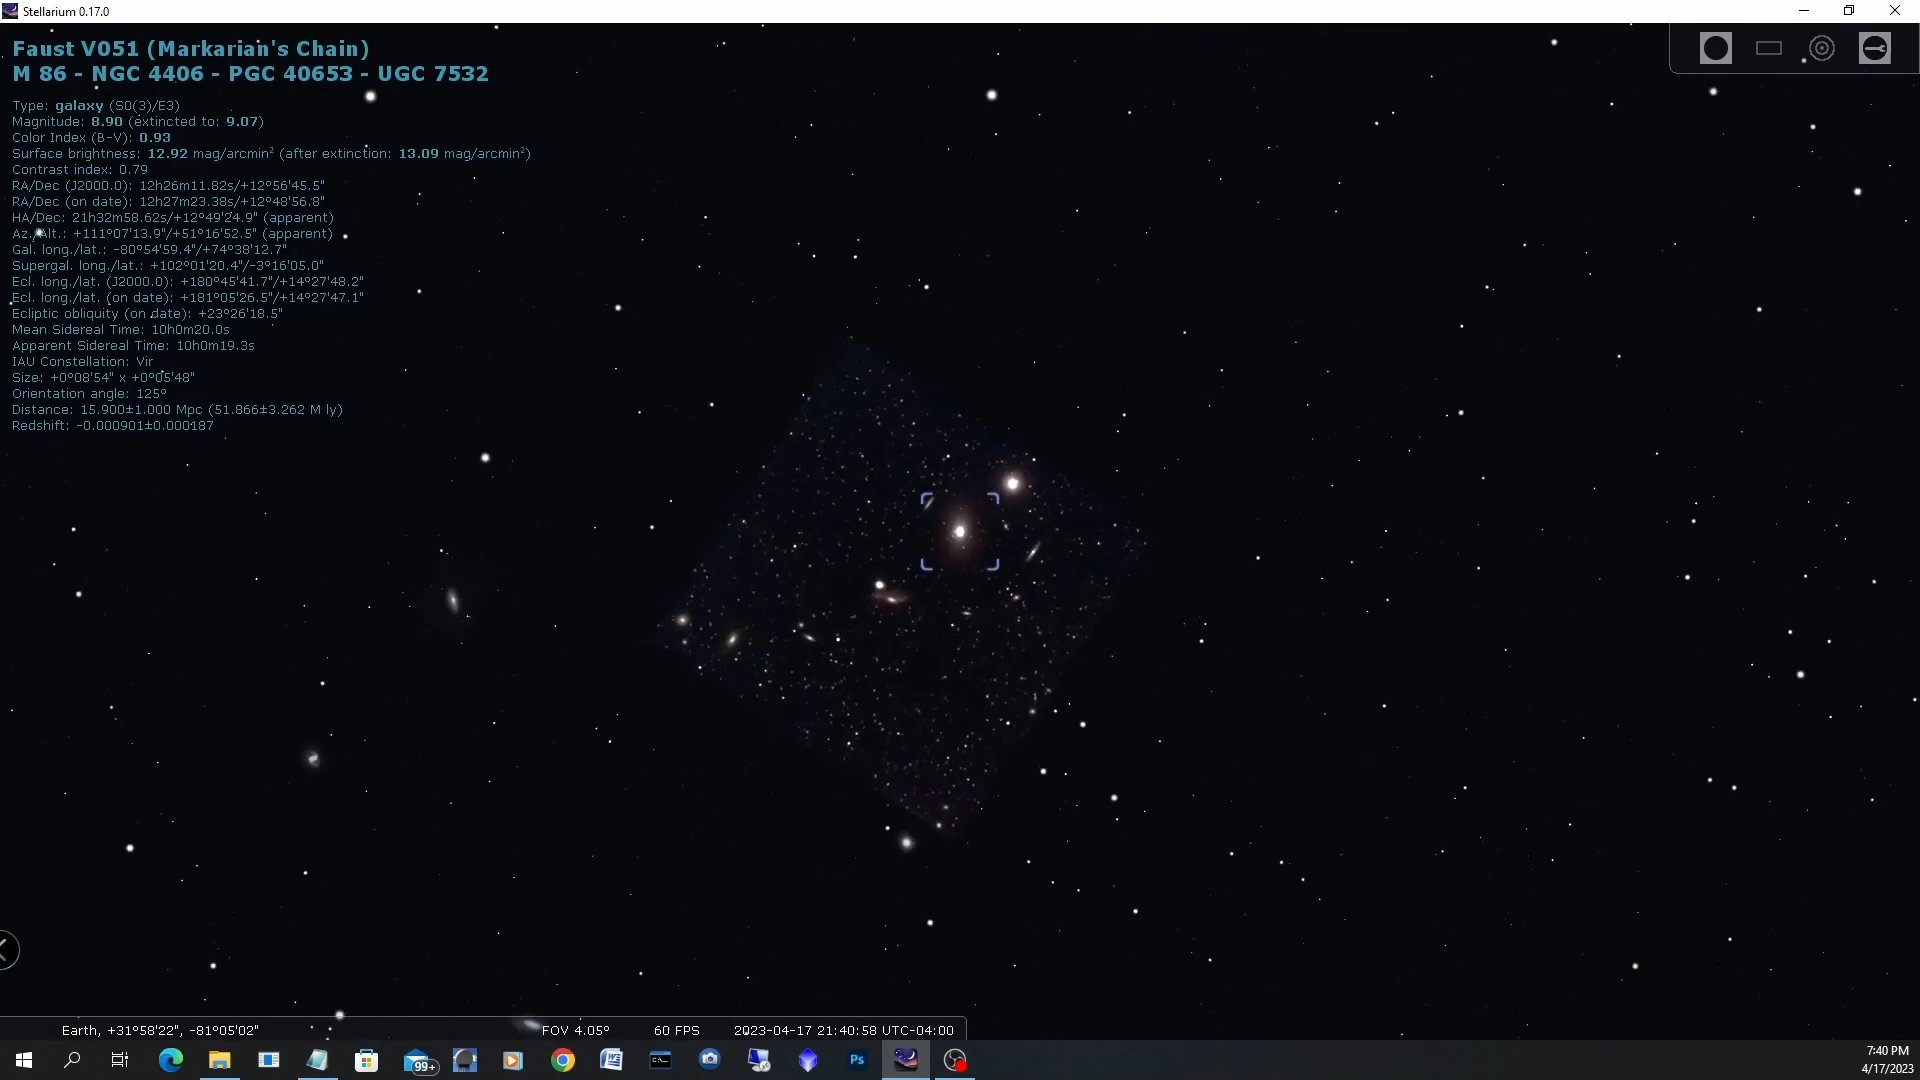 Stellarium 0.17.0
Faust V051 (Markarian's Chain)
M 86 - NGC 4406 - PGC 40653 - UGC 7532
Type: galaxy (S0(3)/E3)
Magnitude: 8.90 (extincted to: 9.07)
Color Index (B-V): 0.93
Surface brightness: 12.92 mag/arcmin² (after extinction: 13.09 mag/arcmin²)
Contrast index: 0.79
RA/Dec (J2000.0): 12h26m11.82s/+12°56'45.5"
RA/Dec (on date): 12h27m23.38s/+12°48'56.8"
HA/Dec: 21h32m58.62s/+12°49'24.9" (apparent)
Az./Alt.: +111°07'13.9"/+51°16'52.5" (apparent)
Gal. long./lat.: -80°54'59.4"/+74°38'12.7"
Supergal. long./lat.: +102°01'20.4"/-3°16'05.0"
Ecl. long./lat. (J2000.0): +180°45'41.7"/+14°27'48.2"
Ecl. long./lat. (on date): +181°05'26.5"/+14°27'47.1"
Ecliptic obliquity (on date): +23°26'18.5"
Mean Sidereal Time: 10h0m20.0s
Apparent Sidereal Time: 10h0m19.3s
IAU Constellation: Vir
Size: +0°08'54" x +0°05'48"
Orientation angle: 125°
Distance: 15.900±1.000 Mpc (51.866±3.262 M ly)
Redshift: -0.000901±0.000187
Earth, +31°58'22", -81°05'02" FOV 4.05° 60 FPS 2023-04-17 21:40:58 UTC-04:00
99+
Ps
7:40 PM
4/17/2023